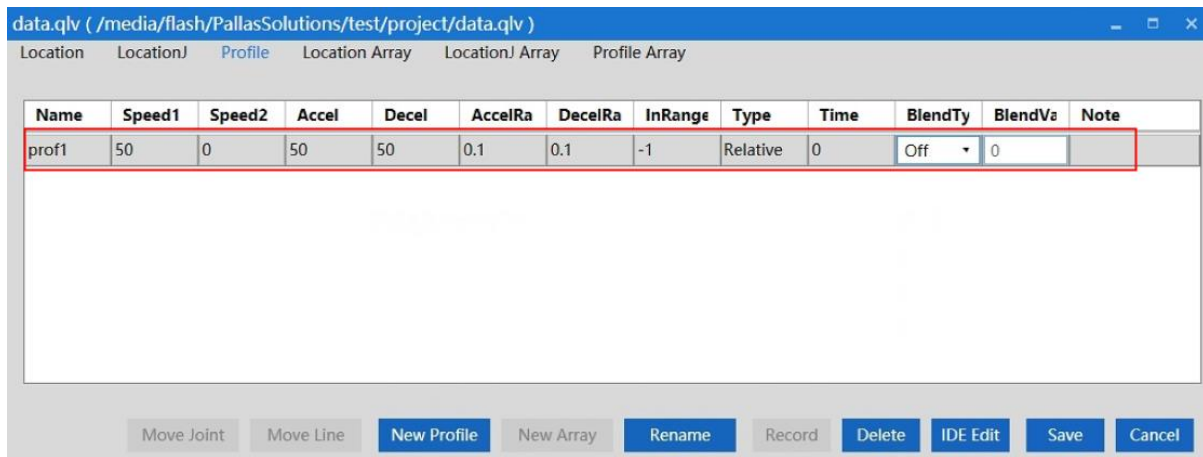 data.qlv ( /media/flash/PallasSolutions/test/project/data.qlv )
Location LocationJ Profile Location Array LocationJ Array Profile Array
Name Speed1 Speed2 Accel Decel AccelRa DecelRa InRange Type Time BlendTy BlendVa Note
prof1 50 0 50 50 0.1 0.1 -1 Relative 0 Off 0
Move Joint Move Line New Profile New Array Rename Record Delete IDE Edit Save Cancel